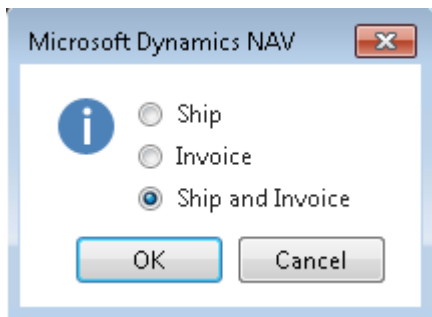 Microsoft Dynamics NAV
Ship
Invoice
Ship and Invoice
OK Cancel